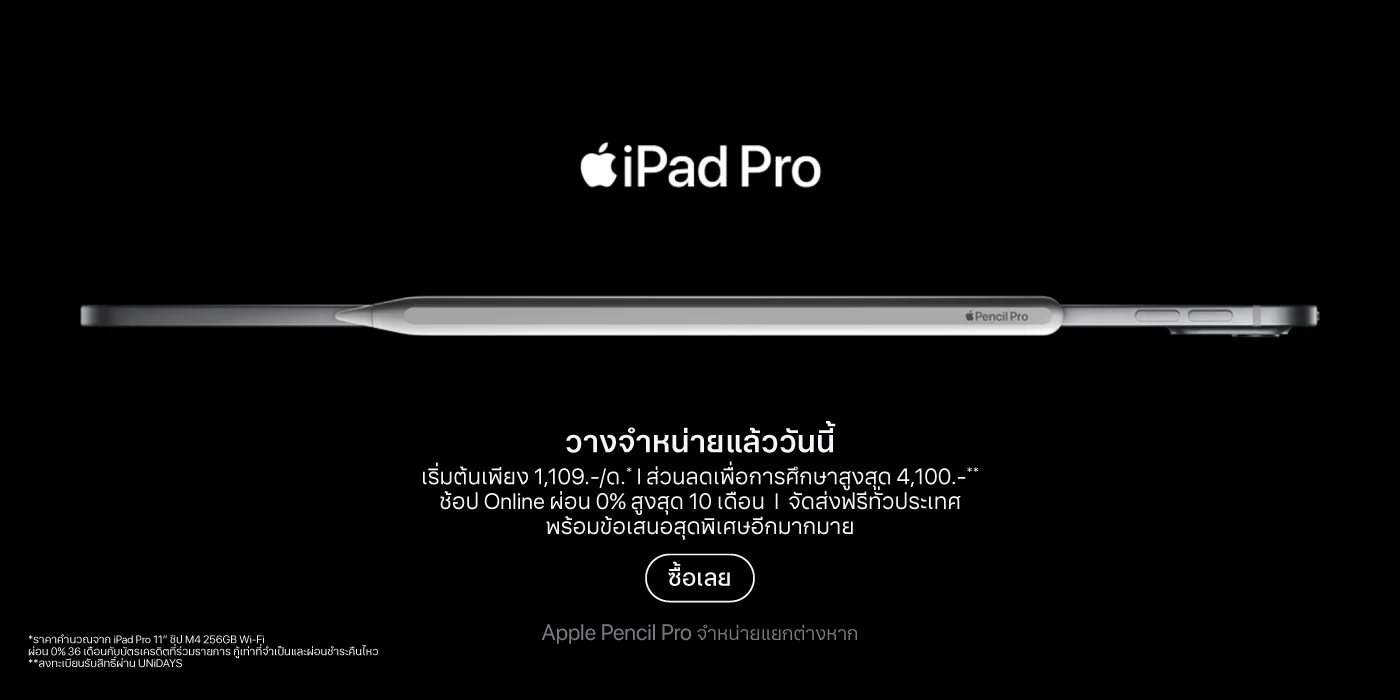 iPad Pro
Pencil Pro
วางจำหน่ายแล้ววันนี้
เริ่มต้นเพียง 1,109.-/ด.* | ส่วนลดเพื่อการศึกษาสูงสุด 4,100.-**
ช้อป Online ผ่อน 0% สูงสุด 10 เดือน | จัดส่งฟรีทั่วประเทศ
พร้อมข้อเสนอสุดพิเศษอีกมากมาย
ซื้อเลย
Apple Pencil Pro จำหน่ายแยกต่างหาก
*ราคาคำนวณจาก iPad Pro 11" ชิป M4 256GB Wi-Fi
ผ่อน 0% 36 เดือนกับบัตรเครดิตที่ร่วมรายการ กู้เท่าที่จำเป็นและผ่อนชำระคืนไหว
**ลงทะเบียนรับสิทธิ์ผ่าน UNiDAYS